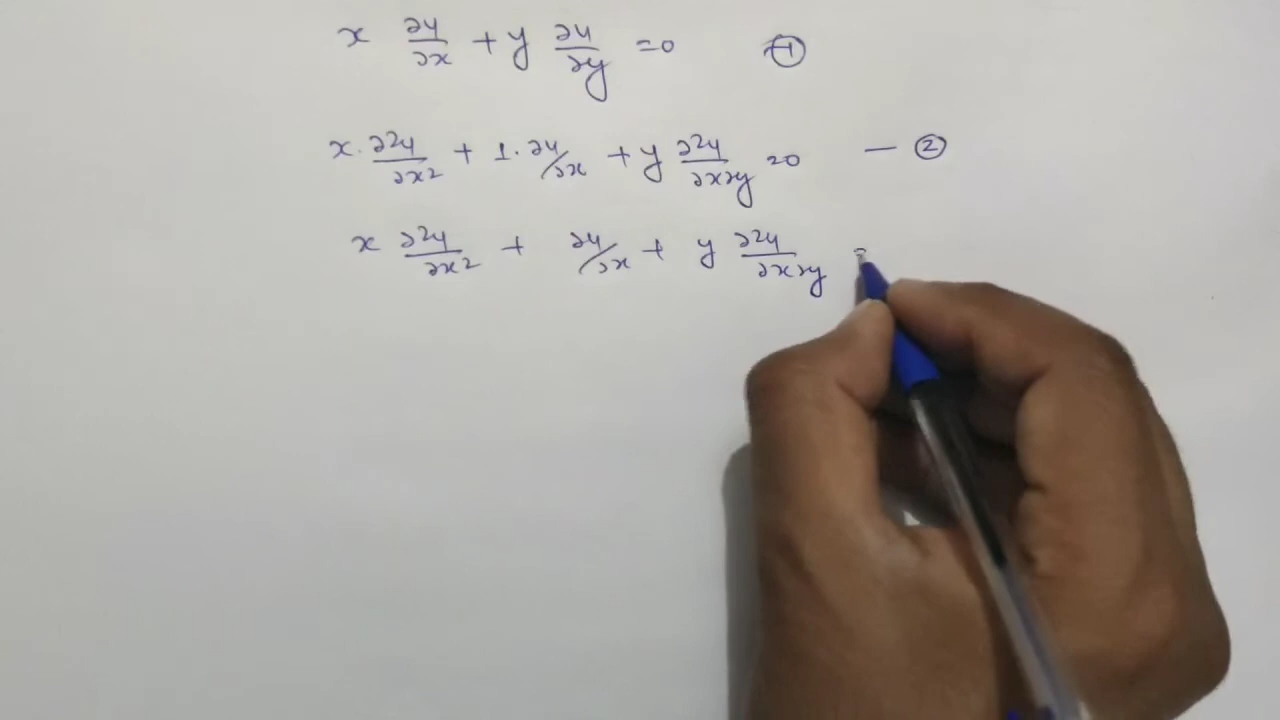 x ∂u/∂x + y ∂u/∂y = 0 ①
x · ∂²u/∂x² + 1 · ∂u/∂x + y ∂²u/∂x∂y = 0 — ②
x ∂²u/∂x² + ∂u/∂x + y ∂²u/∂x∂y